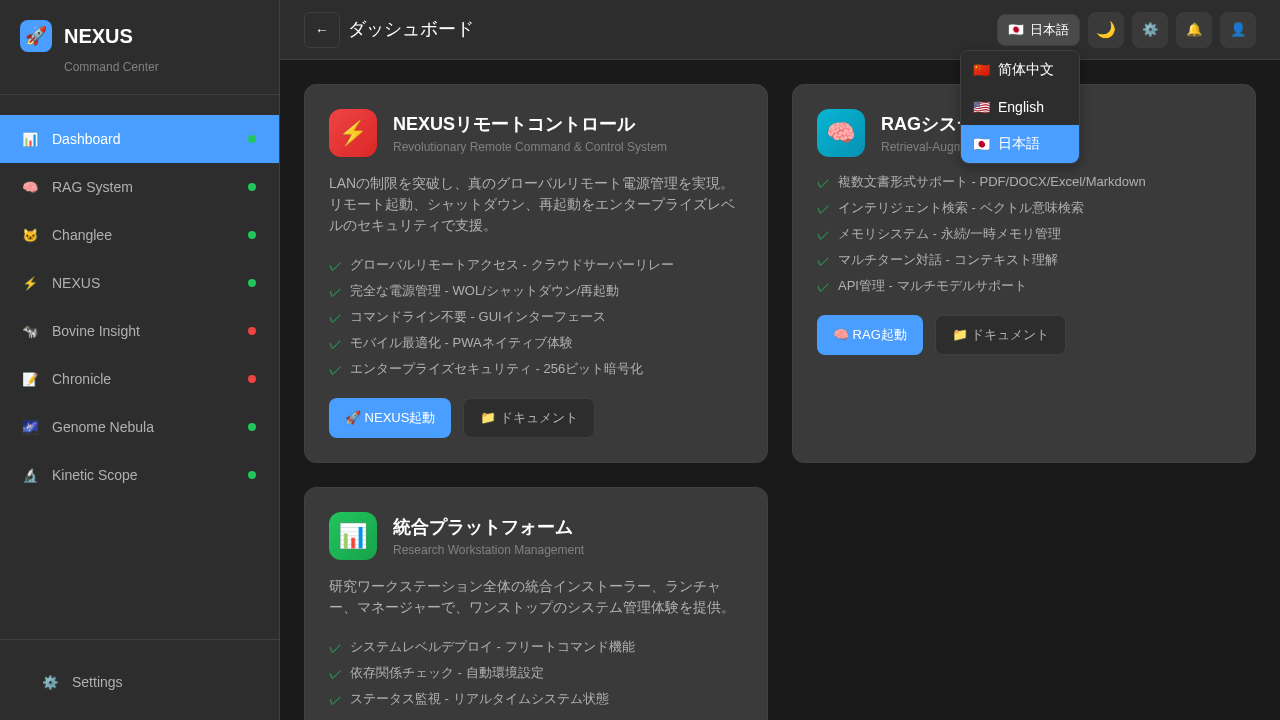 NEXUS
Command Center
Dashboard
RAG System
Changlee
NEXUS
Bovine Insight
Chronicle
Genome Nebula
Kinetic Scope
Settings
← ダッシュボード
🇯🇵 日本語
🇨🇳 简体中文
🇺🇸 English
🇯🇵 日本語
NEXUSリモートコントロール
Revolutionary Remote Command & Control System
LANの制限を突破し、真のグローバルリモート電源管理を実現。
リモート起動、シャットダウン、再起動をエンタープライズレベ
ルのセキュリティで支援。
✓ グローバルリモートアクセス - クラウドサーバーリレー
✓ 完全な電源管理 - WOL/シャットダウン/再起動
✓ コマンドライン不要 - GUIインターフェース
✓ モバイル最適化 - PWAネイティブ体験
✓ エンタープライズセキュリティ - 256ビット暗号化
🚀 NEXUS起動
📁 ドキュメント
RAGシス
Retrieval-Augm
✓ 複数文書形式サポート - PDF/DOCX/Excel/Markdown
✓ インテリジェント検索 - ベクトル意味検索
✓ メモリシステム - 永続/一時メモリ管理
✓ マルチターン対話 - コンテキスト理解
✓ API管理 - マルチモデルサポート
🧠 RAG起動
📁 ドキュメント
統合プラットフォーム
Research Workstation Management
研究ワークステーション全体の統合インストーラー、ランチャ
ー、マネージャーで、ワンストップのシステム管理体験を提供。
✓ システムレベルデプロイ - フリートコマンド機能
✓ 依存関係チェック - 自動環境設定
✓ ステータス監視 - リアルタイムシステム状態